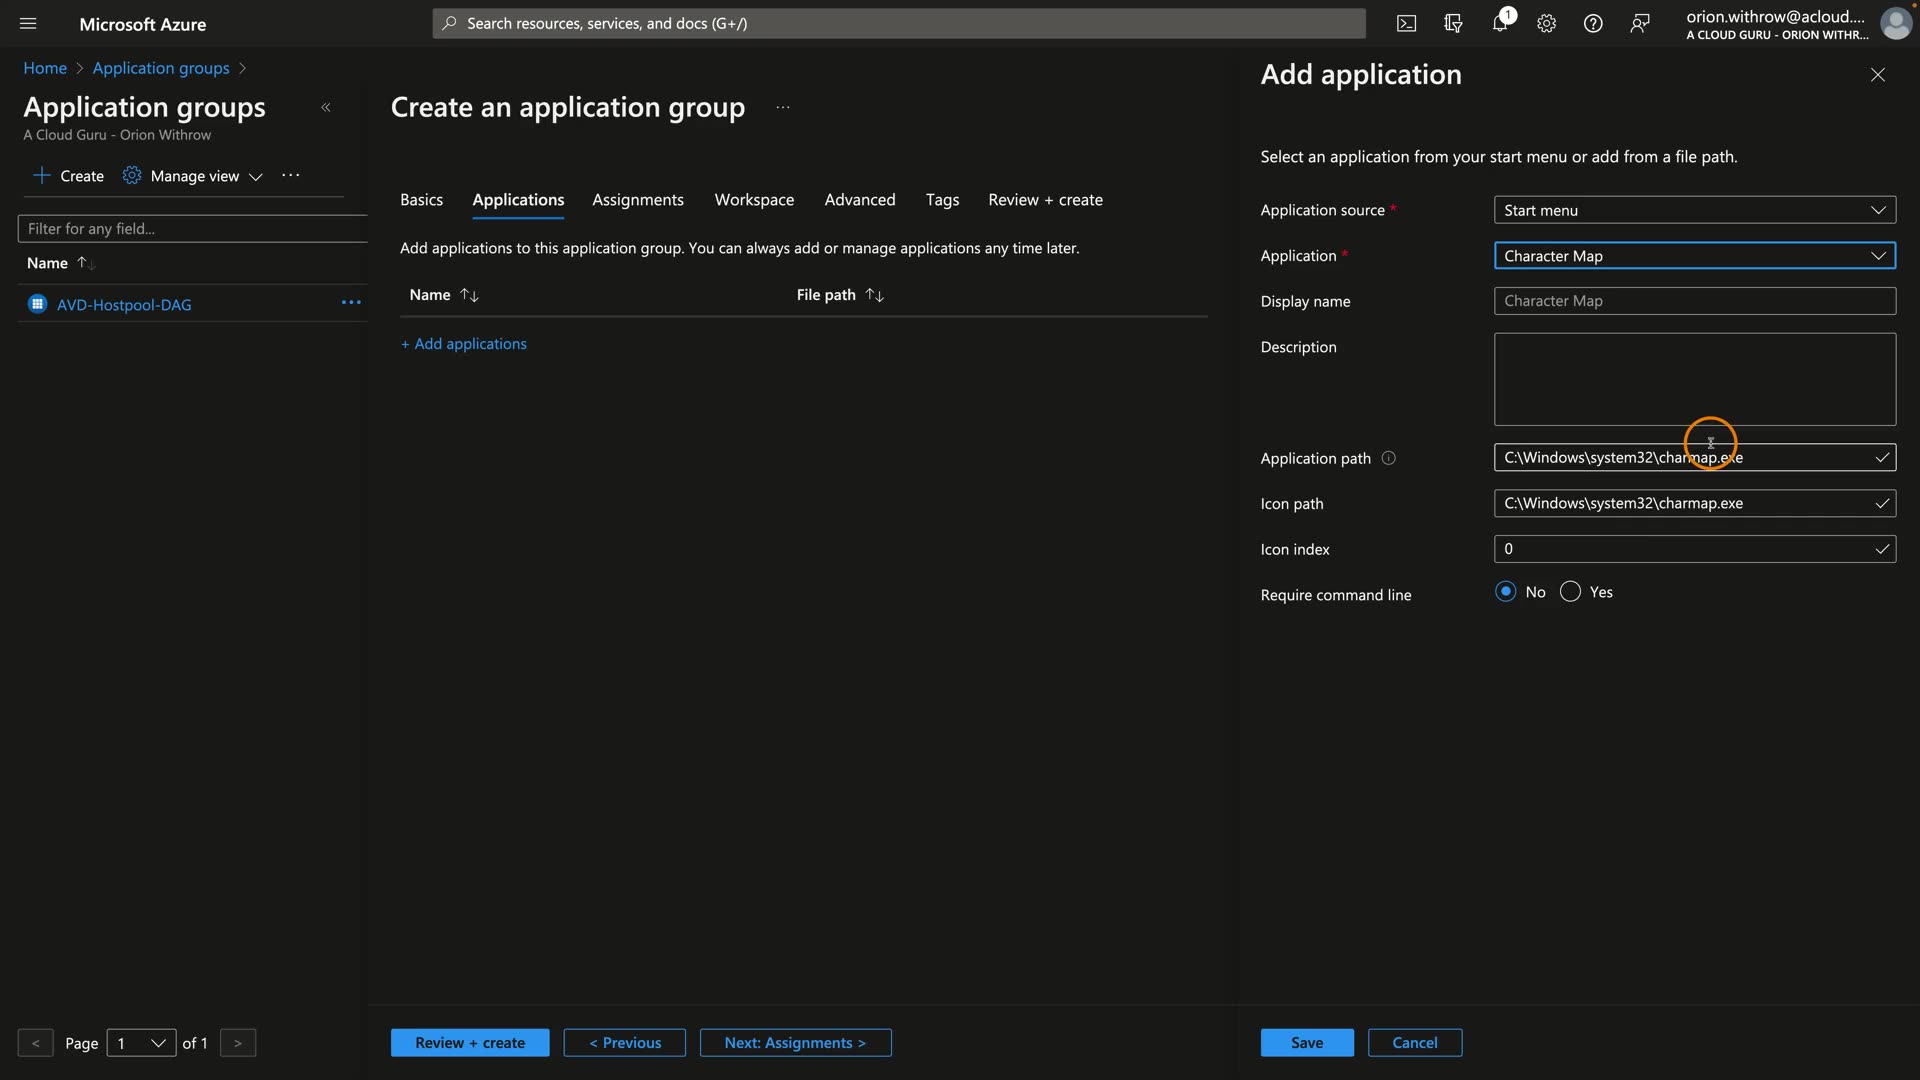 Microsoft Azure
Search resources, services, and docs (G+/)
1
orion.withrow@acloud....
A CLOUD GURU - ORION WITHR...
Home > Application groups >
Application groups
«
A Cloud Guru - Orion Withrow
+ Create
Manage view
...
Filter for any field...
Name ↑↓
AVD-Hostpool-DAG
...
< Page 1 of 1 >
Create an application group
...
Basics
Applications
Assignments
Workspace
Advanced
Tags
Review + create
Add applications to this application group. You can always add or manage applications any time later.
Name ↑↓
File path ↑↓
+ Add applications
Review + create
< Previous
Next: Assignments >
Add application
Select an application from your start menu or add from a file path.
Application source *
Start menu
Application *
Character Map
Display name
Character Map
Description
Application path
C:\Windows\system32\charmap.exe
Icon path
C:\Windows\system32\charmap.exe
Icon index
0
Require command line
No
Yes
Save
Cancel